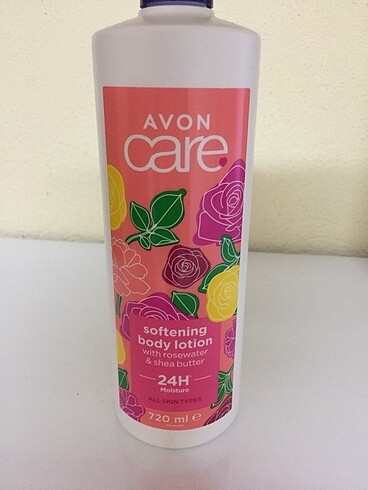 AVON
care
softening
body lotion
with rosewater
& shea butter
24H
Moisture
ALL SKIN TYPES
720 ml e